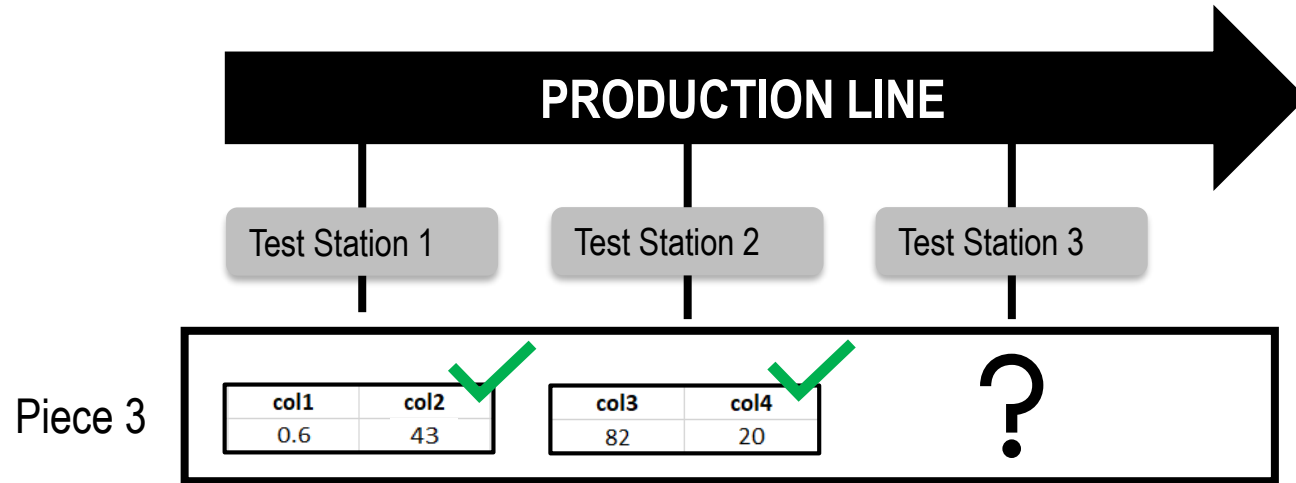 PRODUCTION LINE
Test Station 1 Test Station 2 Test Station 3
Piece 3
col1 col2 col3 col4
0.6 43 82 20
?